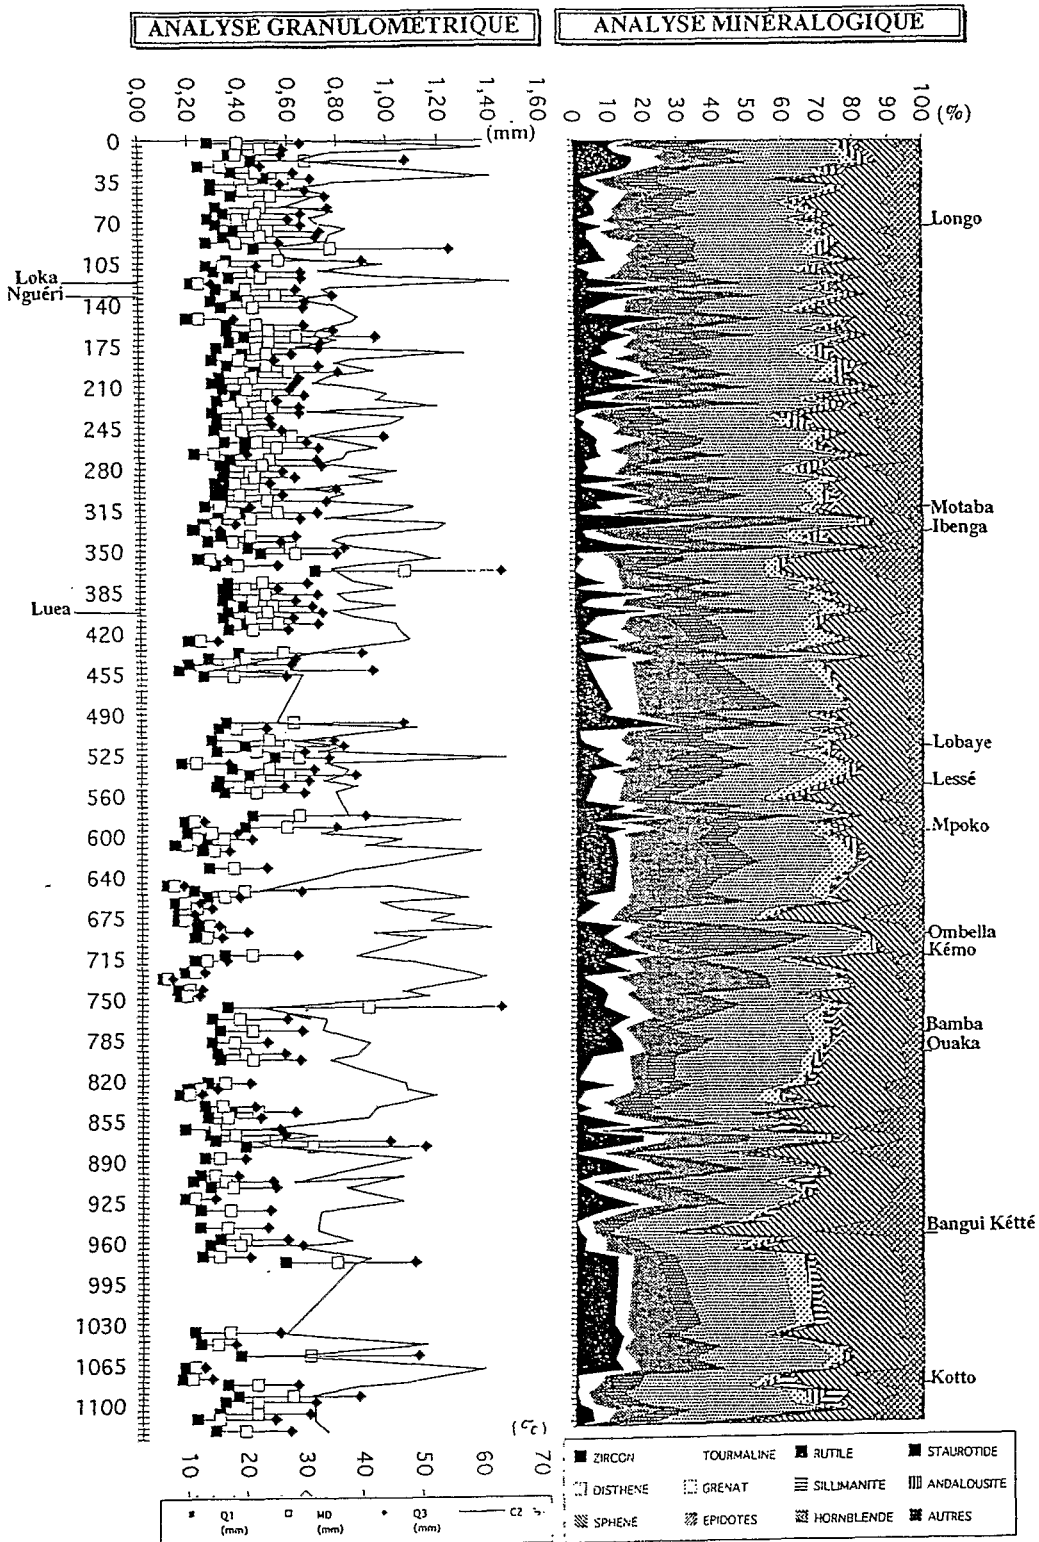 ANALYSE GRANULOMÉTRIQUE
ANALYSE MINÉRALOGIQUE
0,00 0,20 0,40 0,60 0,80 1,00 1,20 1,40 1,60
(mm)
0 10 20 30 40 50 60 70 80 90 100 (%)
0
35
70
105
140
175
210
245
280
315
350
385
420
455
490
525
560
600
640
675
715
750
785
820
855
890
925
960
995
1030
1065
1100
Loka
Nguéri
Luea
Longo
Motaba
Ibenga
Lobaye
Lessé
Mpoko
Ombella
Kémo
Bamba
Ouaka
Bangui Kétté
Kotto
10 20 30 40 50 60 70
Q1 (mm)
MD (mm)
Q3 (mm)
ZIRCON TOURMALINE RUTILE STAUROTIDE
DISTHENE GRENAT SILLIMANITE ANDALOUSITE
SPHENE EPIDOTES HORNBLENDE AUTRES